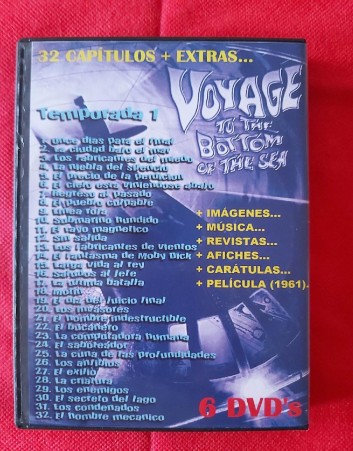 32 CAPÍTULOS + EXTRAS...
VOYAGE
TO THE
BOTTOM
OF THE SEA
Temporada 1
1. Once días para el final
2. La ciudad bajo el mar
3. Los fabricantes del miedo
4. La niebla del silencio
5. El precio de la perdición
6. El cielo está viniéndose abajo
7. Regreso al pasado
8. El pueblo culpable
9. Línea rota
10. Submarino hundido
11. El rayo magnético
12. Sin salida
13. Los fabricantes de vientos
14. El fantasma de Moby Dick
15. Larga vida al rey
16. Salvos al jefe
17. La última batalla
18.
19. El día del juicio final
20. Los invasores
21. El hombre indestructible
22. El bucanero
23. La computadora humana
24. El saboteador
25. La cuna de las profundidades
26. Los anfibios
27. El exilio
28. La criatura
29. Los enemigos
30. El secreto del lago
31. Los condenados
32. El hombre mecánico
+ IMÁGENES...
+ MÚSICA...
+ REVISTAS...
+ AFICHES...
+ CARÁTULAS...
+ PELÍCULA (1961).
6 DVD's